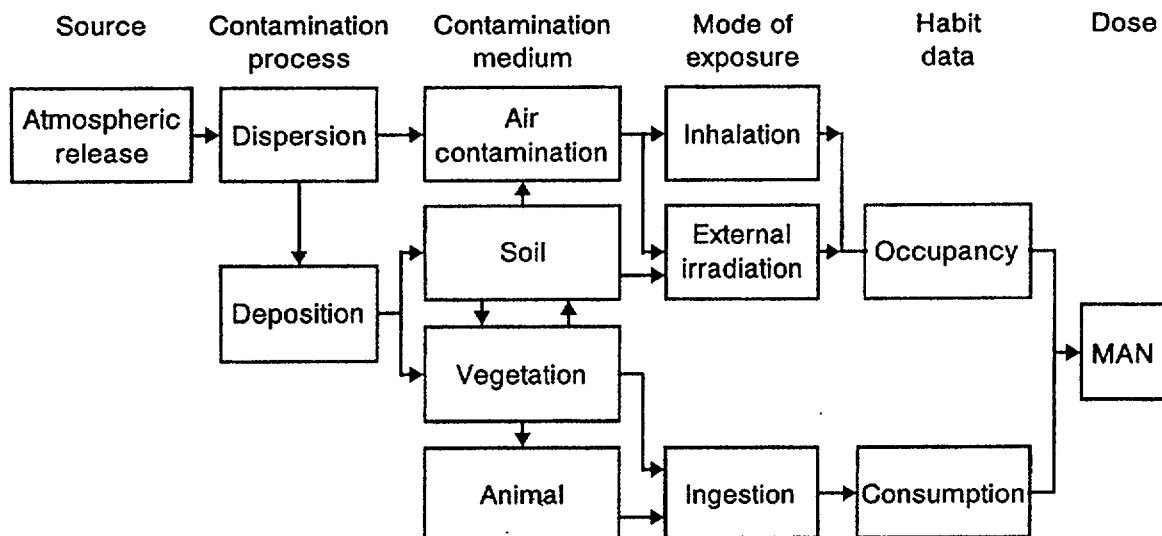 Source
Contamination
process
Contamination
medium
Mode of
exposure
Habit
data
Dose
Atmospheric
release
Dispersion
Air
contamination
Inhalation
Deposition
Soil
External
irradiation
Occupancy
Vegetation
MAN
Animal
Ingestion
Consumption